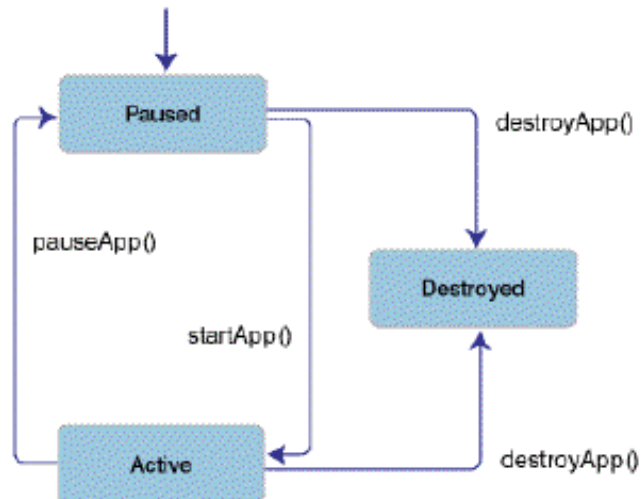 Paused
destroyApp()
pauseApp()
Destroyed
startApp()
Active
destroyApp()